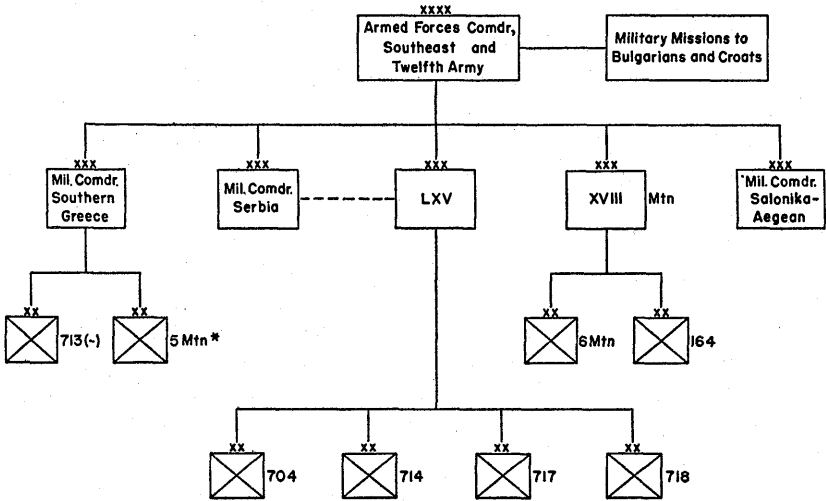 XXXX
Armed Forces Comdr,
Southeast and
Twelfth Army
Military Missions to
Bulgarians and Croats
XXX
Mil. Comdr.
Southern
Greece
XXX
Mil. Comdr.
Serbia
XXX
LXV
XXX
XVIII
Mtn
XXX
Mil. Comdr.
Salonika-
Aegean
XX
713(-)
XX
5 Mtn*
XX
6 Mtn
XX
164
XX
704
XX
714
XX
717
XX
718